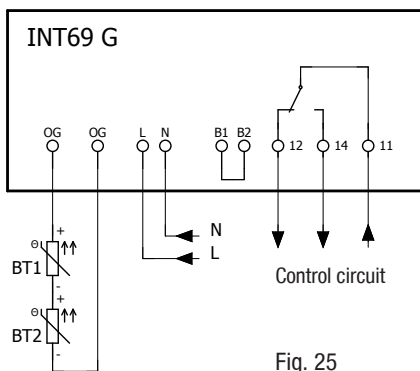 INT69 G
OG OG L N B1 B2 12 14 11
+
ϴ
BT1
-
+
ϴ
BT2
-
N
L
Control circuit
Fig. 25